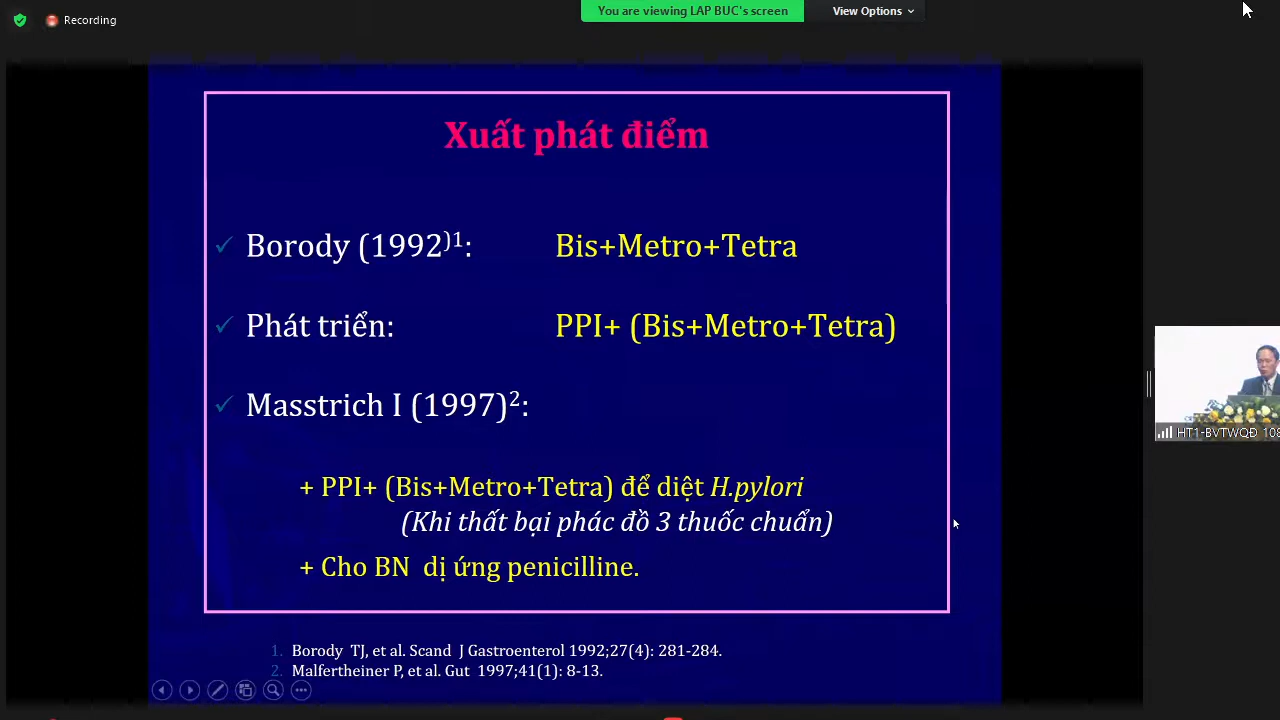 Recording
You are viewing LAP BUC's screen
View Options
Xuất phát điểm
✓ Borody (1992)1: Bis+Metro+Tetra
✓ Phát triển: PPI+ (Bis+Metro+Tetra)
✓ Masstrich I (1997)2:
+ PPI+ (Bis+Metro+Tetra) để diệt H.pylori
(Khi thất bại phác đồ 3 thuốc chuẩn)
+ Cho BN dị ứng penicilline.
HT1-BVTWQĐ 108
1. Borody TJ, et al. Scand J Gastroenterol 1992;27(4): 281-284.
2. Malfertheiner P, et al. Gut 1997;41(1): 8-13.